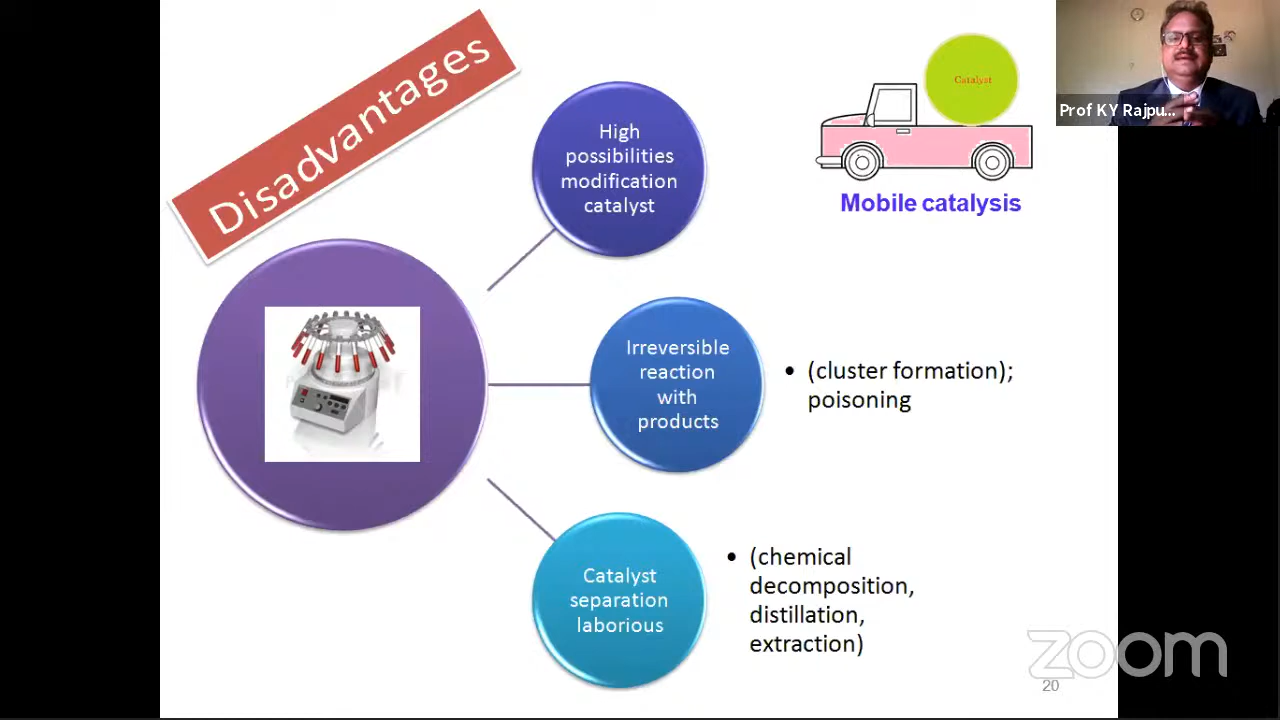 Disadvantages
High
possibilities
modification
catalyst
Catalyst
Mobile catalysis
Prof KY Rajpu...
Irreversible
reaction
with
products
• (cluster formation);
poisoning
Catalyst
separation
laborious
• (chemical
decomposition,
distillation,
extraction)
zoom
20